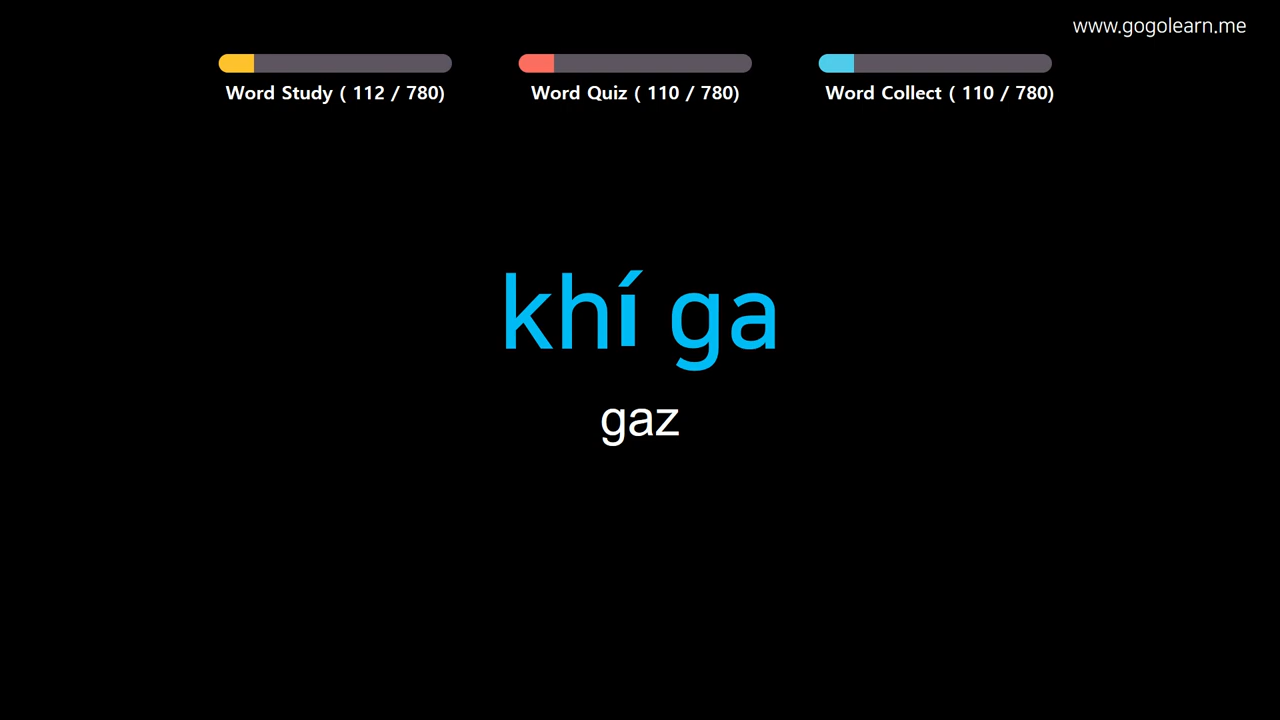 www.gogolearn.me
Word Study ( 112 / 780)
Word Quiz ( 110 / 780)
Word Collect ( 110 / 780)
khí ga
gaz